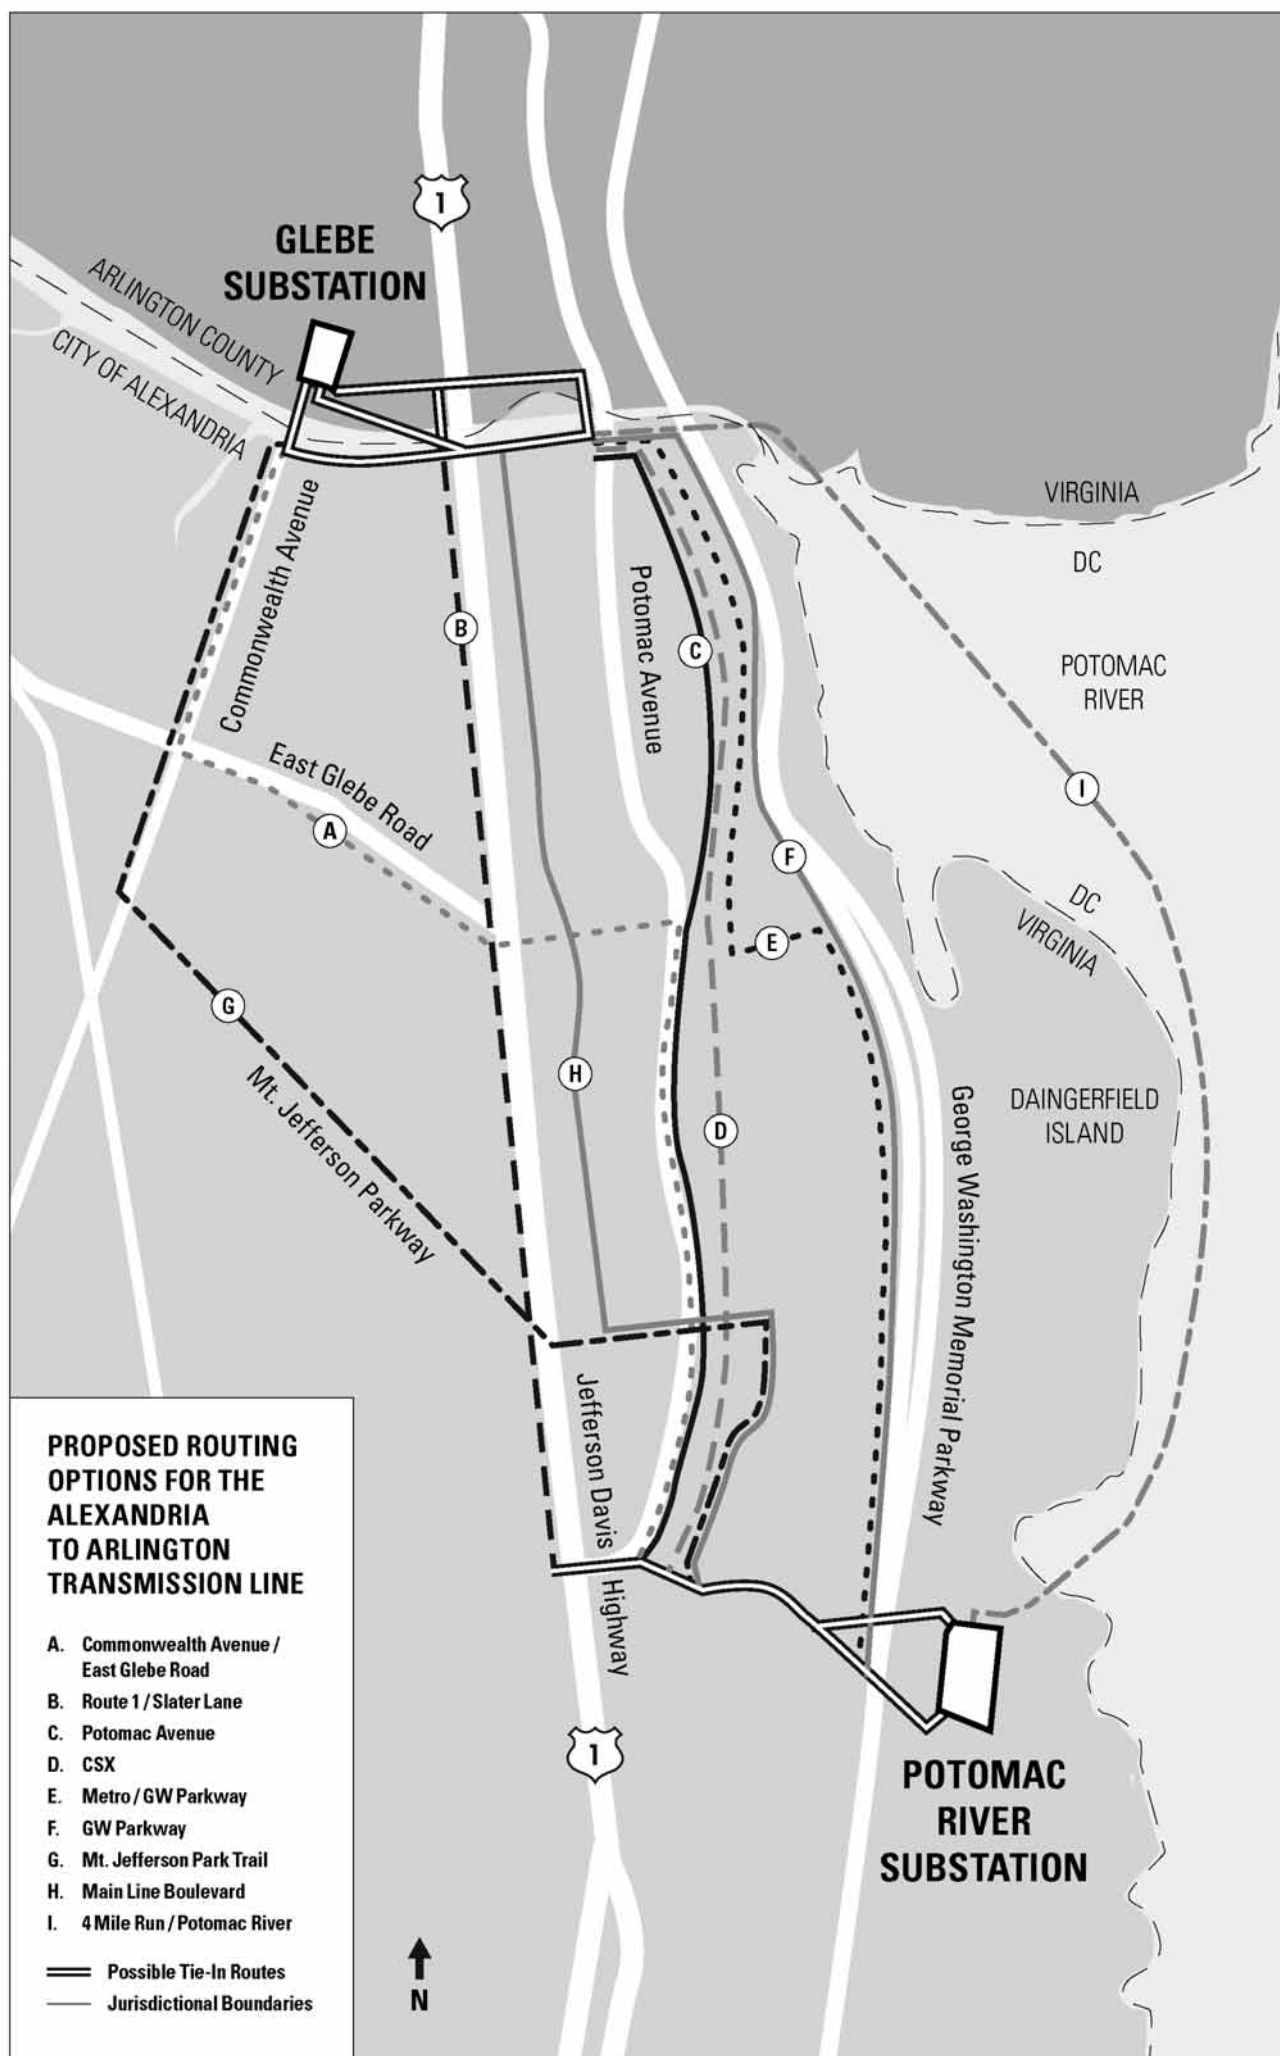 1
GLEBE
SUBSTATION
ARLINGTON COUNTY
CITY OF ALEXANDRIA
VIRGINIA
DC
Commonwealth Avenue
B
Potomac Avenue
C
POTOMAC
RIVER
I
East Glebe Road
A
F
DC
VIRGINIA
E
G
H
Mt. Jefferson Parkway
D
DAINGERFIELD
ISLAND
George Washington Memorial Parkway
Jefferson Davis
Highway
1
POTOMAC
RIVER
SUBSTATION
PROPOSED ROUTING
OPTIONS FOR THE
ALEXANDRIA
TO ARLINGTON
TRANSMISSION LINE
A. Commonwealth Avenue /
East Glebe Road
B. Route 1 / Slater Lane
C. Potomac Avenue
D. CSX
E. Metro / GW Parkway
F. GW Parkway
G. Mt. Jefferson Park Trail
H. Main Line Boulevard
I. 4 Mile Run / Potomac River
Possible Tie-In Routes
Jurisdictional Boundaries
N